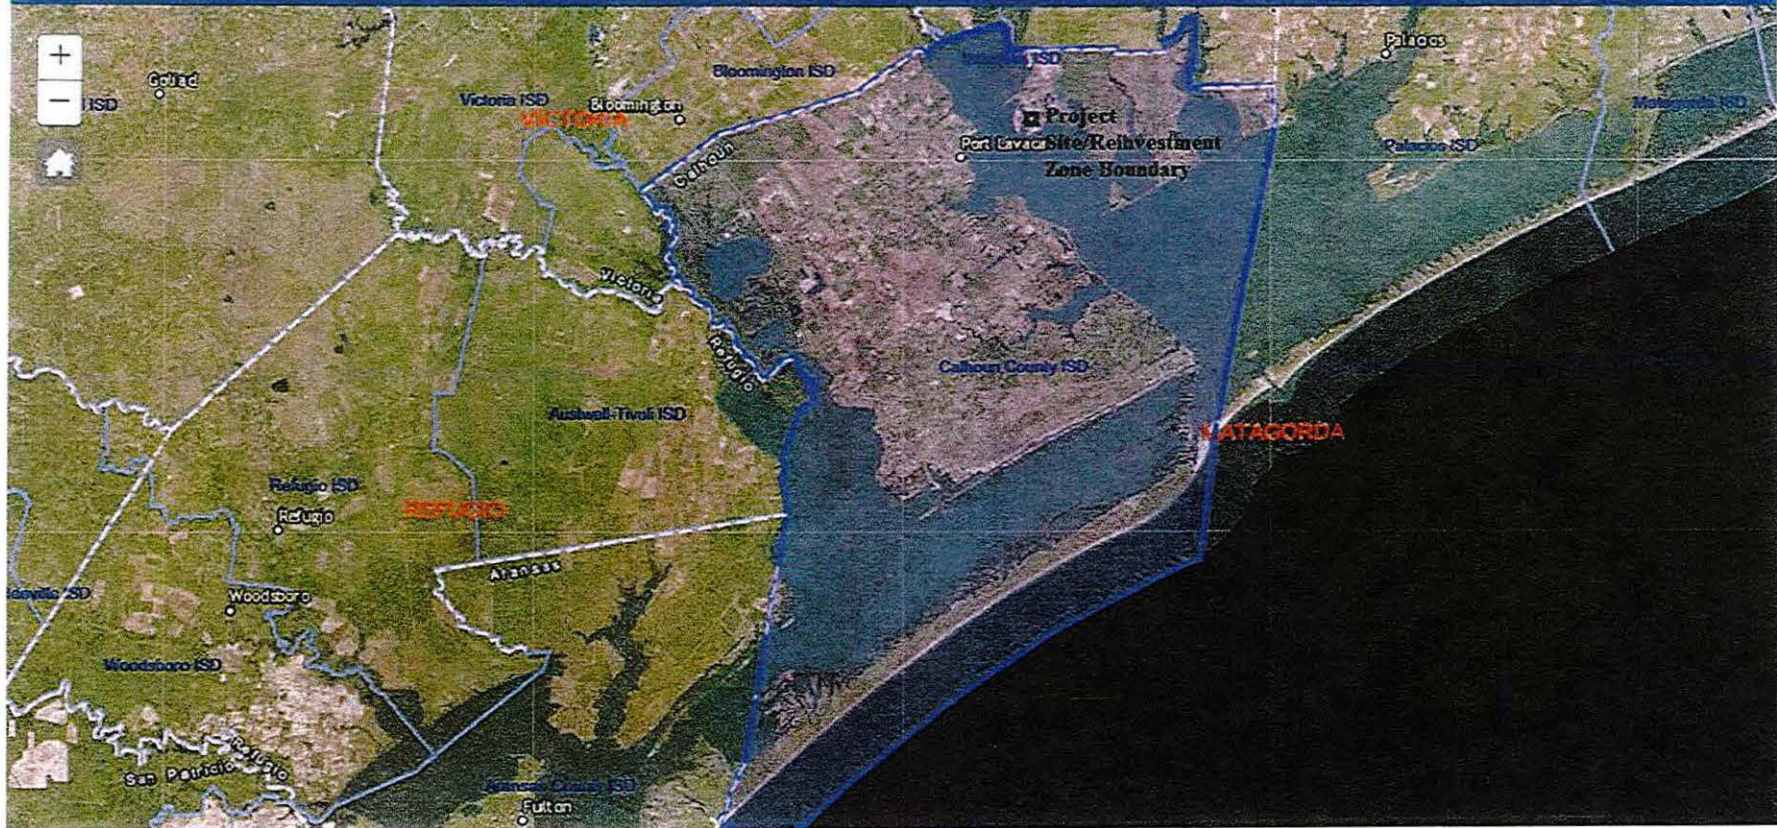 +
−
Goliad
ISD
Victoria ISD
VICTORIA
Bloomington
Bloomington ISD
ISD
Palacios
Matagorda ISD
Palacios ISD
Project
Site/Reinvestment
Zone Boundary
Port Lavaca
Calhoun
Victoria
Refugio
Calhoun County ISD
Austwell-Tivoli ISD
MATAGORDA
Refugio ISD
Refugio
REFUGIO
Aransas
ISD
Woodsboro
Woodsboro ISD
Refugio
San Patricio
Aransas County ISD
Fulton